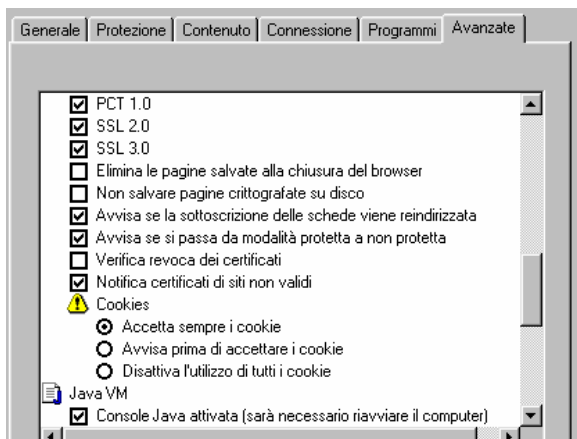 Generale Protezione Contenuto Connessione Programmi Avanzate
PCT 1.0
SSL 2.0
SSL 3.0
Elimina le pagine salvate alla chiusura del browser
Non salvare pagine crittografate su disco
Avvisa se la sottoscrizione delle schede viene reindirizzata
Avvisa se si passa da modalità protetta a non protetta
Verifica revoca dei certificati
Notifica certificati di siti non validi
Cookies
Accetta sempre i cookie
Avvisa prima di accettare i cookie
Disattiva l'utilizzo di tutti i cookie
Java VM
Console Java attivata (sarà necessario riavviare il computer)